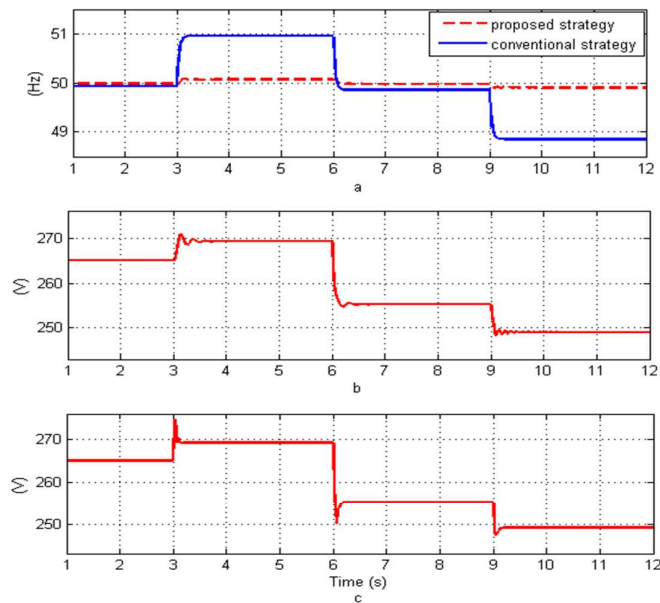 51
50
49
(Hz)
proposed strategy
conventional strategy
1 2 3 4 5 6 7 8 9 10 11 12
a
270
260
250
(V)
1 2 3 4 5 6 7 8 9 10 11 12
b
270
260
250
(V)
1 2 3 4 5 6 7 8 9 10 11 12
Time (s)
c